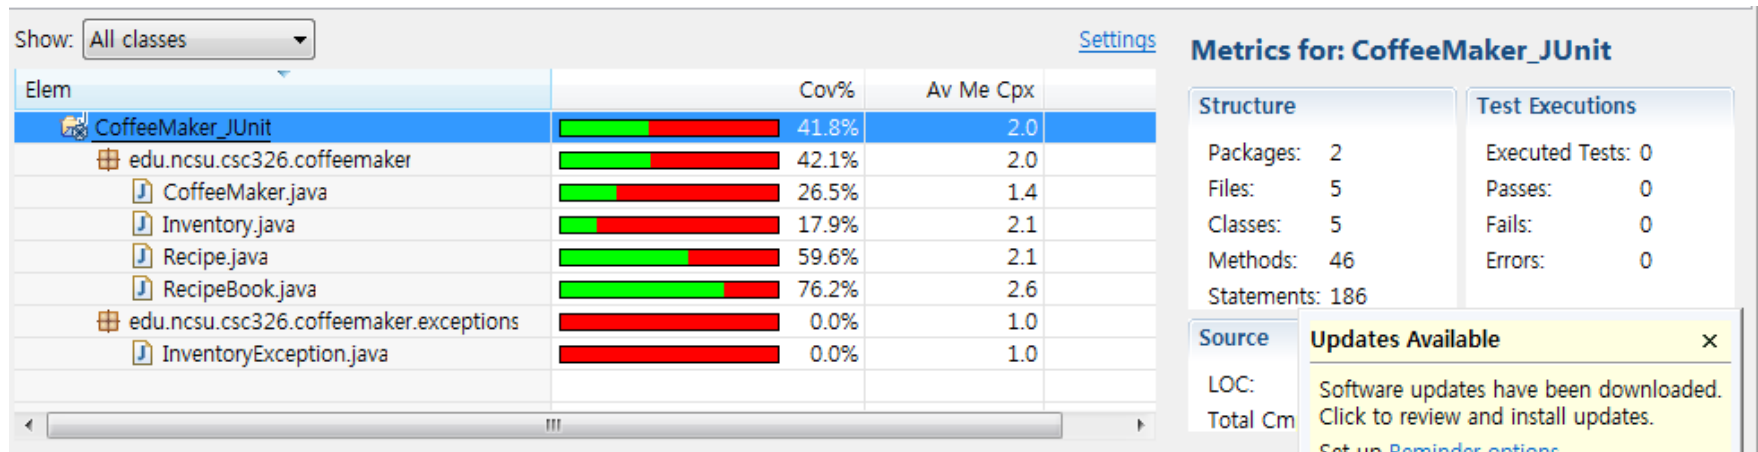 Show: All classes
Settings
Elem Cov% Av Me Cpx
CoffeeMaker_JUnit 41.8% 2.0
edu.ncsu.csc326.coffeemaker 42.1% 2.0
CoffeeMaker.java 26.5% 1.4
Inventory.java 17.9% 2.1
Recipe.java 59.6% 2.1
RecipeBook.java 76.2% 2.6
edu.ncsu.csc326.coffeemaker.exceptions 0.0% 1.0
InventoryException.java 0.0% 1.0
Metrics for: CoffeeMaker_JUnit
Structure
Packages: 2
Files: 5
Classes: 5
Methods: 46
Statements: 186
Test Executions
Executed Tests: 0
Passes: 0
Fails: 0
Errors: 0
Source
LOC:
Total Cm
Updates Available
Software updates have been downloaded.
Click to review and install updates.
Set up Reminder options